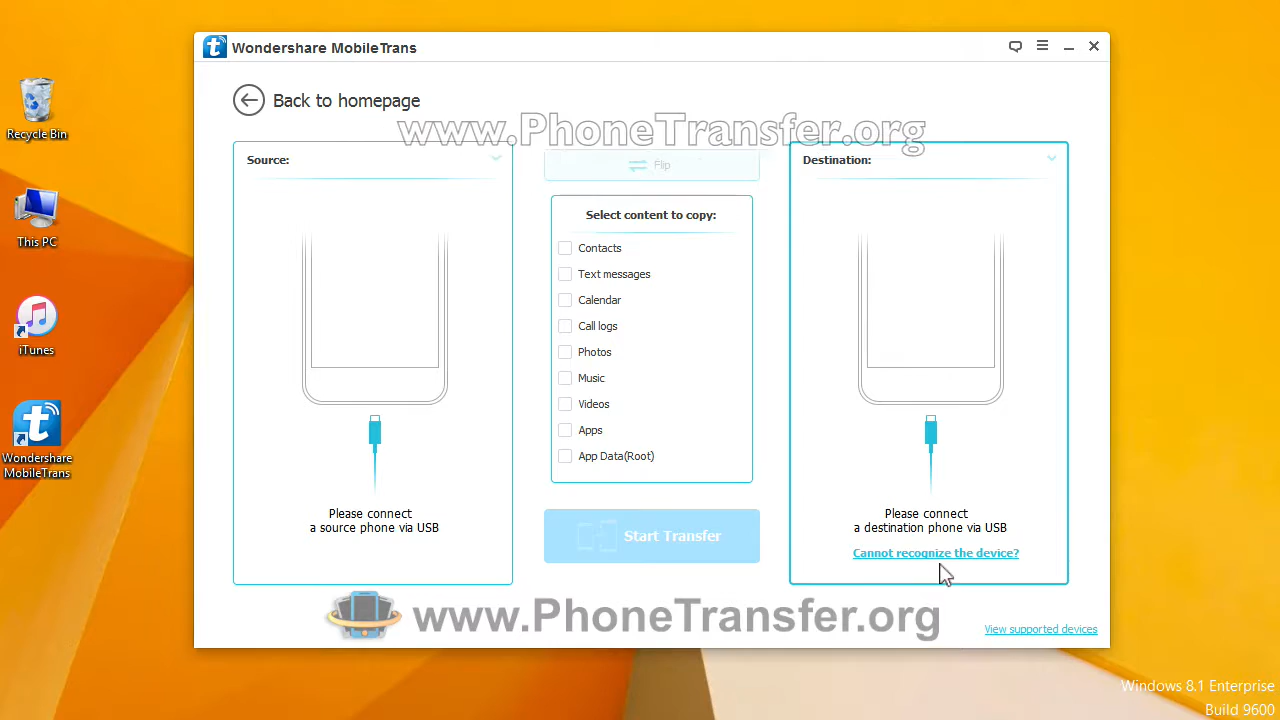 Wondershare MobileTrans
Recycle Bin
Back to homepage
www.PhoneTransfer.org
Source:
Flip
Destination:
Select content to copy:
Contacts
Text messages
Calendar
Call logs
Photos
Music
Videos
Apps
App Data(Root)
This PC
iTunes
Wondershare
MobileTrans
Please connect
a source phone via USB
Start Transfer
Please connect
a destination phone via USB
Cannot recognize the device?
www.PhoneTransfer.org
View supported devices
Windows 8.1 Enterprise
Build 9600